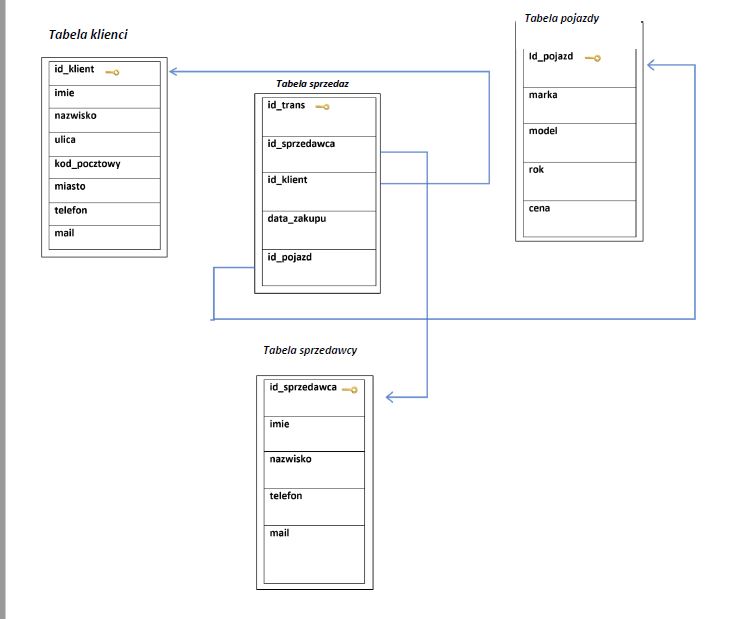 Tabela klienci
id_klient
imie
nazwisko
ulica
kod_pocztowy
miasto
telefon
mail
Tabela sprzedaz
id_trans
id_sprzedawca
id_klient
data_zakupu
id_pojazd
Tabela pojazdy
Id_pojazd
marka
model
rok
cena
Tabela sprzedawcy
id_sprzedawca
imie
nazwisko
telefon
mail